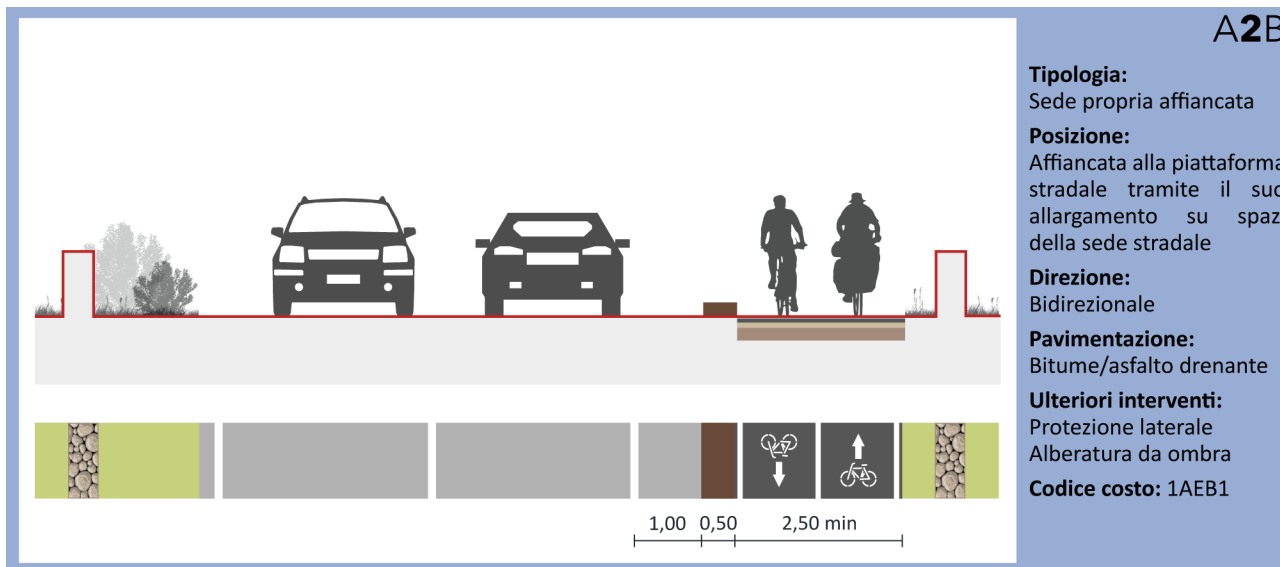 A2B
Tipologia:
Sede propria affiancata
Posizione:
Affiancata alla piattaforma
stradale tramite il suo
allargamento su spazi
della sede stradale
Direzione:
Bidirezionale
Pavimentazione:
Bitume/asfalto drenante
Ulteriori interventi:
Protezione laterale
Alberatura da ombra
Codice costo: 1AEB1
1,00 0,50 2,50 min